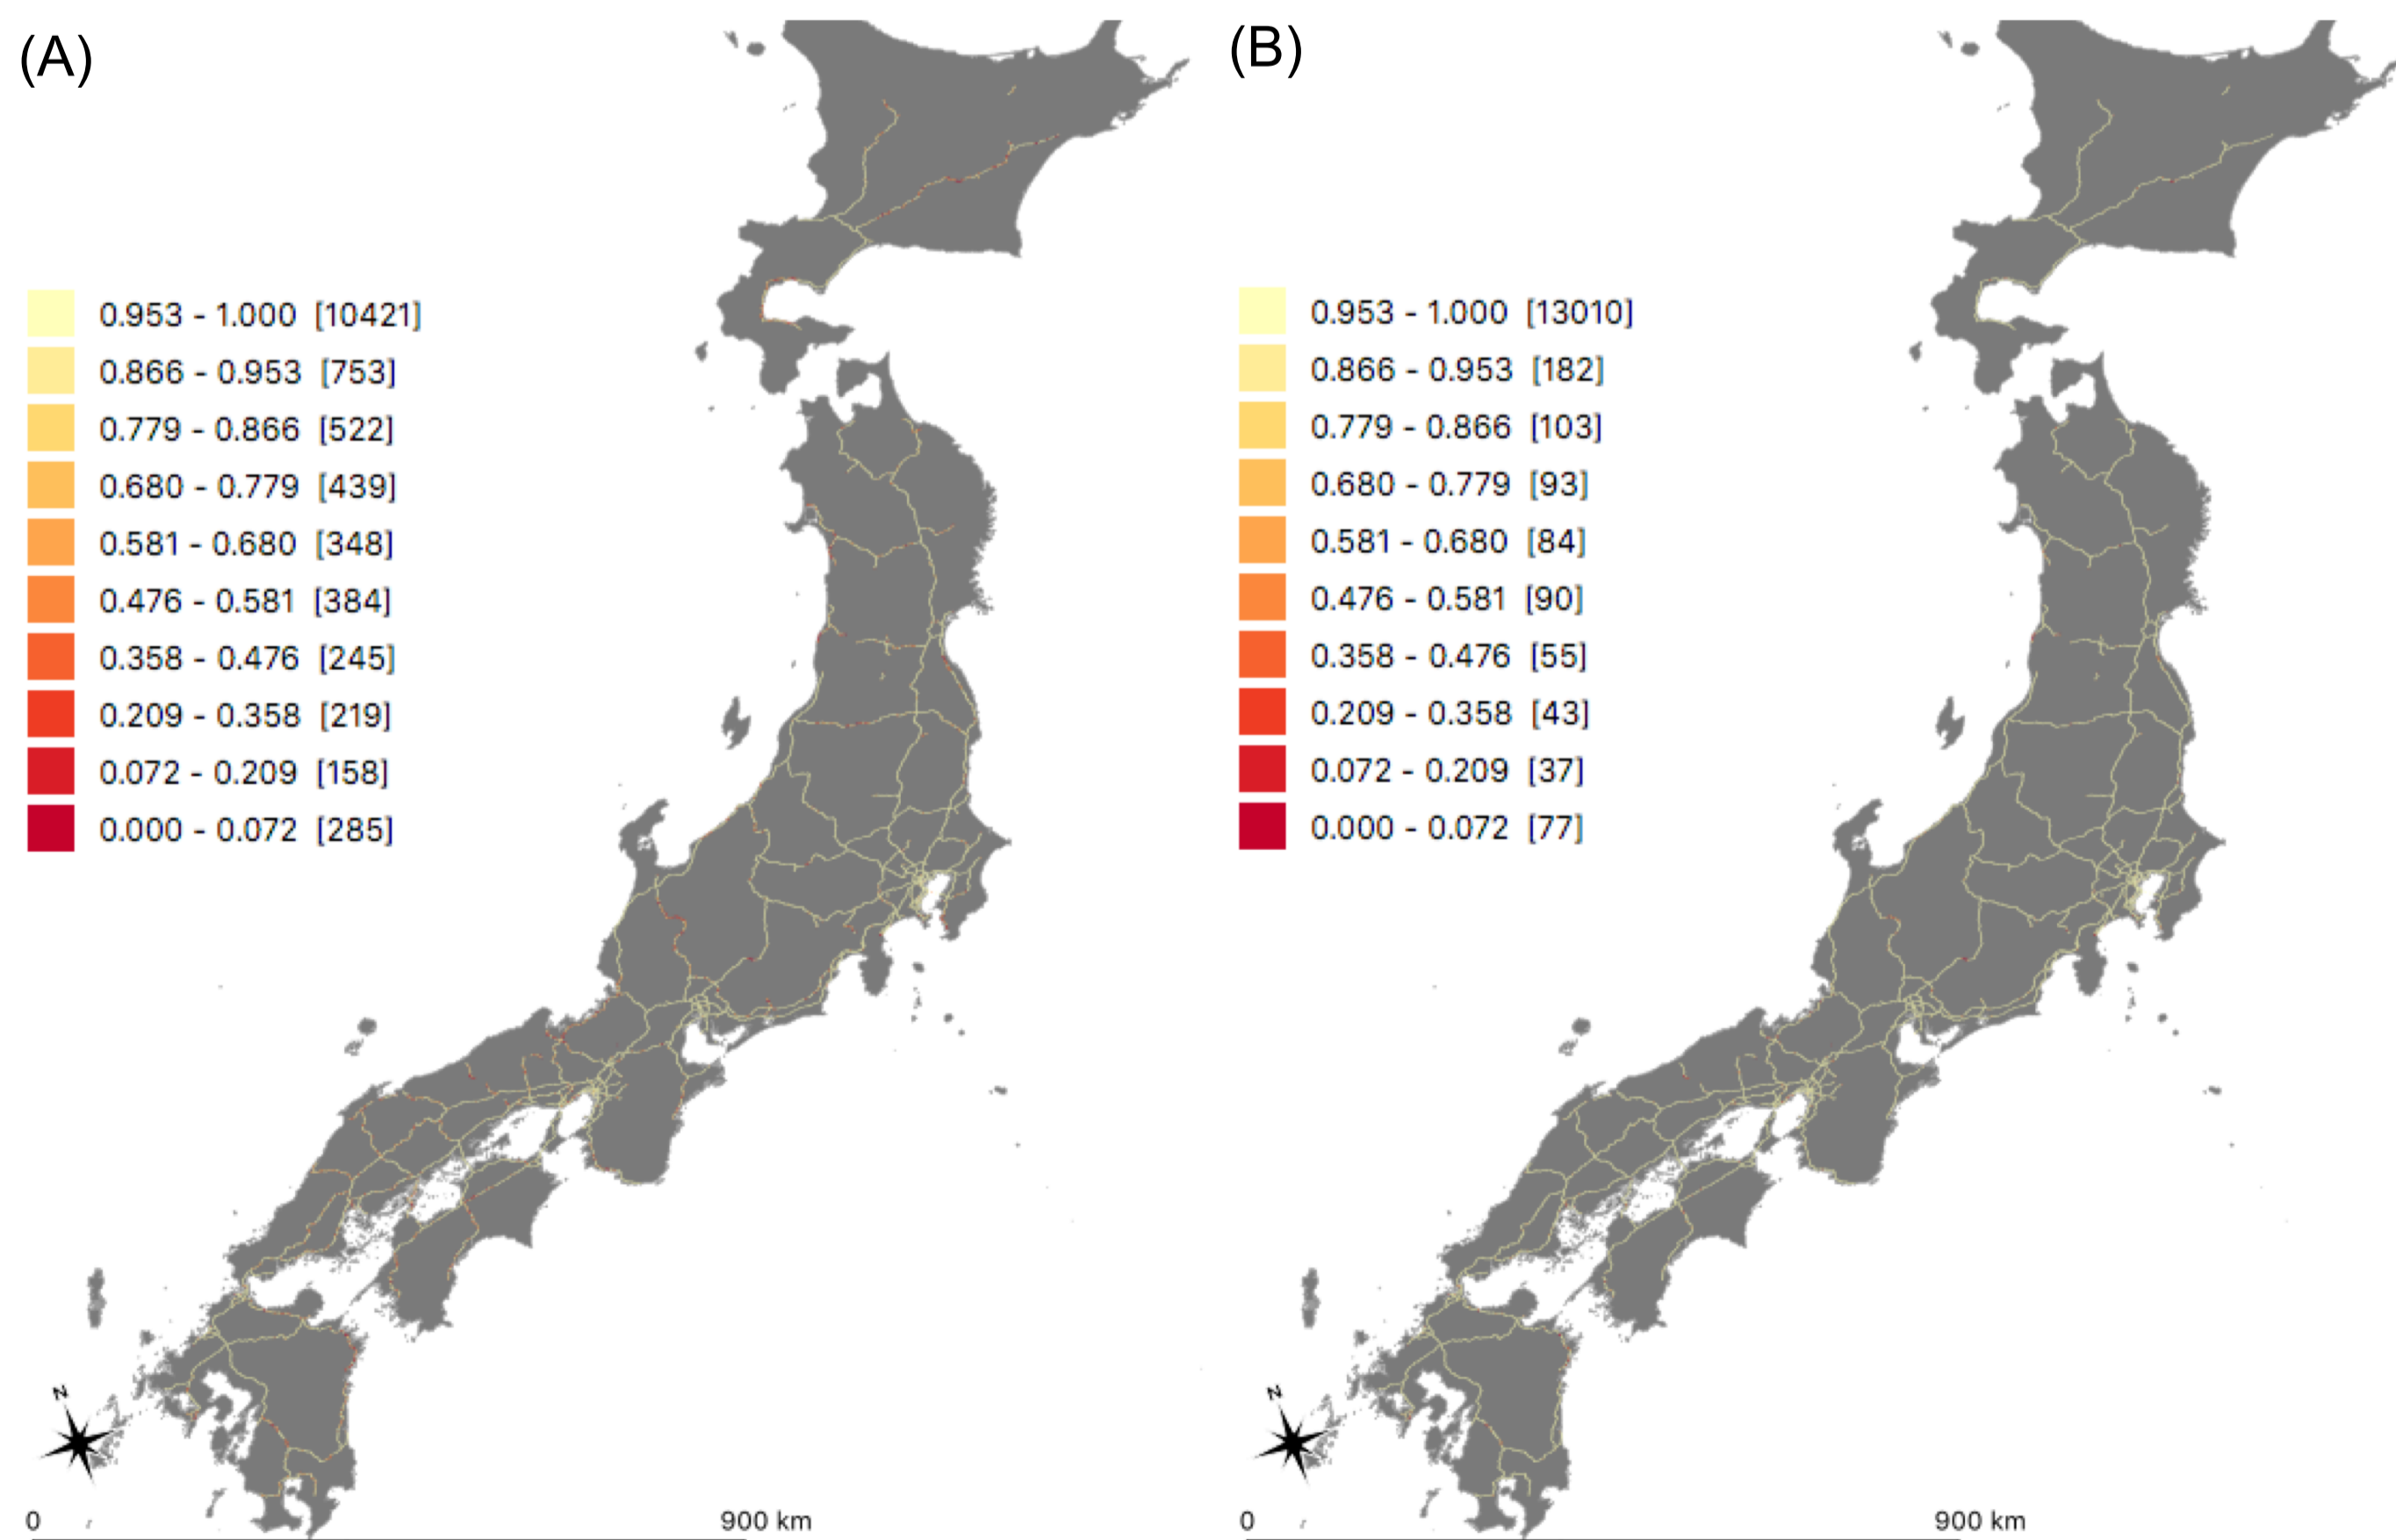 (A)
0.953 - 1.000 [10421]
0.866 - 0.953 [753]
0.779 - 0.866 [522]
0.680 - 0.779 [439]
0.581 - 0.680 [348]
0.476 - 0.581 [384]
0.358 - 0.476 [245]
0.209 - 0.358 [219]
0.072 - 0.209 [158]
0.000 - 0.072 [285]
N
0 900 km
(B)
0.953 - 1.000 [13010]
0.866 - 0.953 [182]
0.779 - 0.866 [103]
0.680 - 0.779 [93]
0.581 - 0.680 [84]
0.476 - 0.581 [90]
0.358 - 0.476 [55]
0.209 - 0.358 [43]
0.072 - 0.209 [37]
0.000 - 0.072 [77]
N
0 900 km